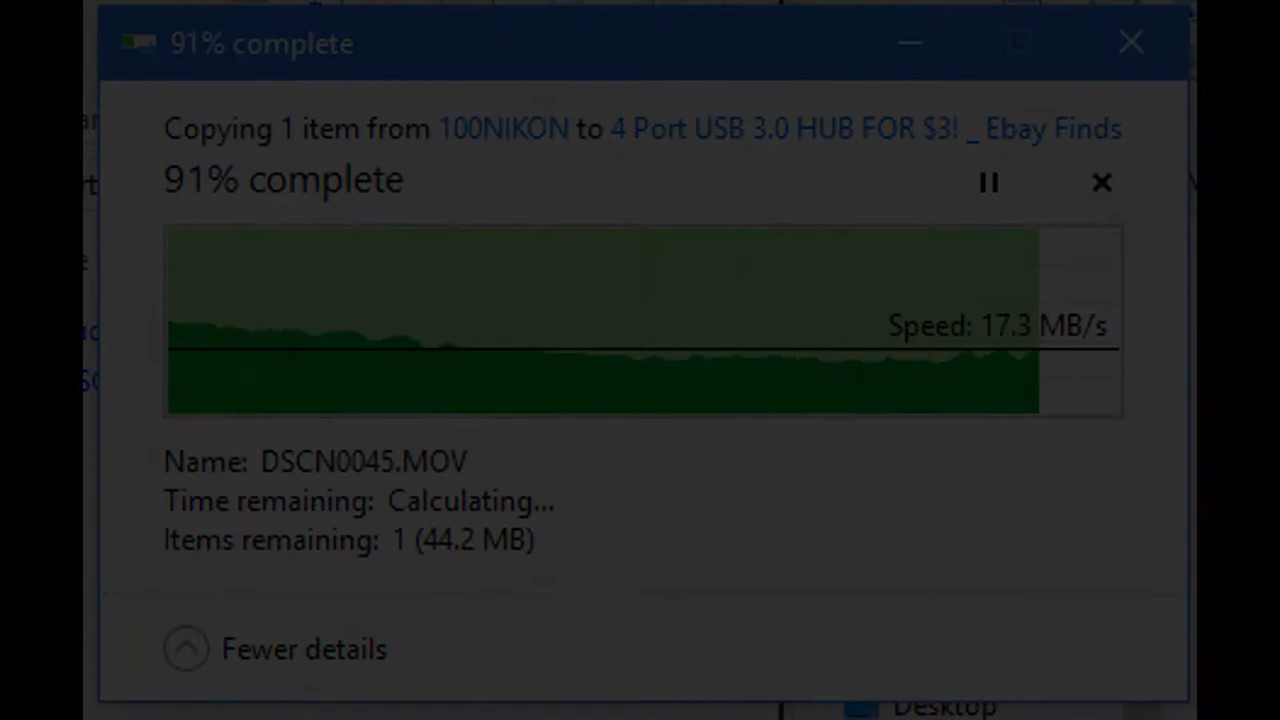 91% complete
Copying 1 item from 100NIKON to 4 Port USB 3.0 HUB FOR $3! _ Ebay Finds
91% complete
Speed: 17.3 MB/s
Name: DSCN0045.MOV
Time remaining: Calculating...
Items remaining: 1 (44.2 MB)
Fewer details
Desktop